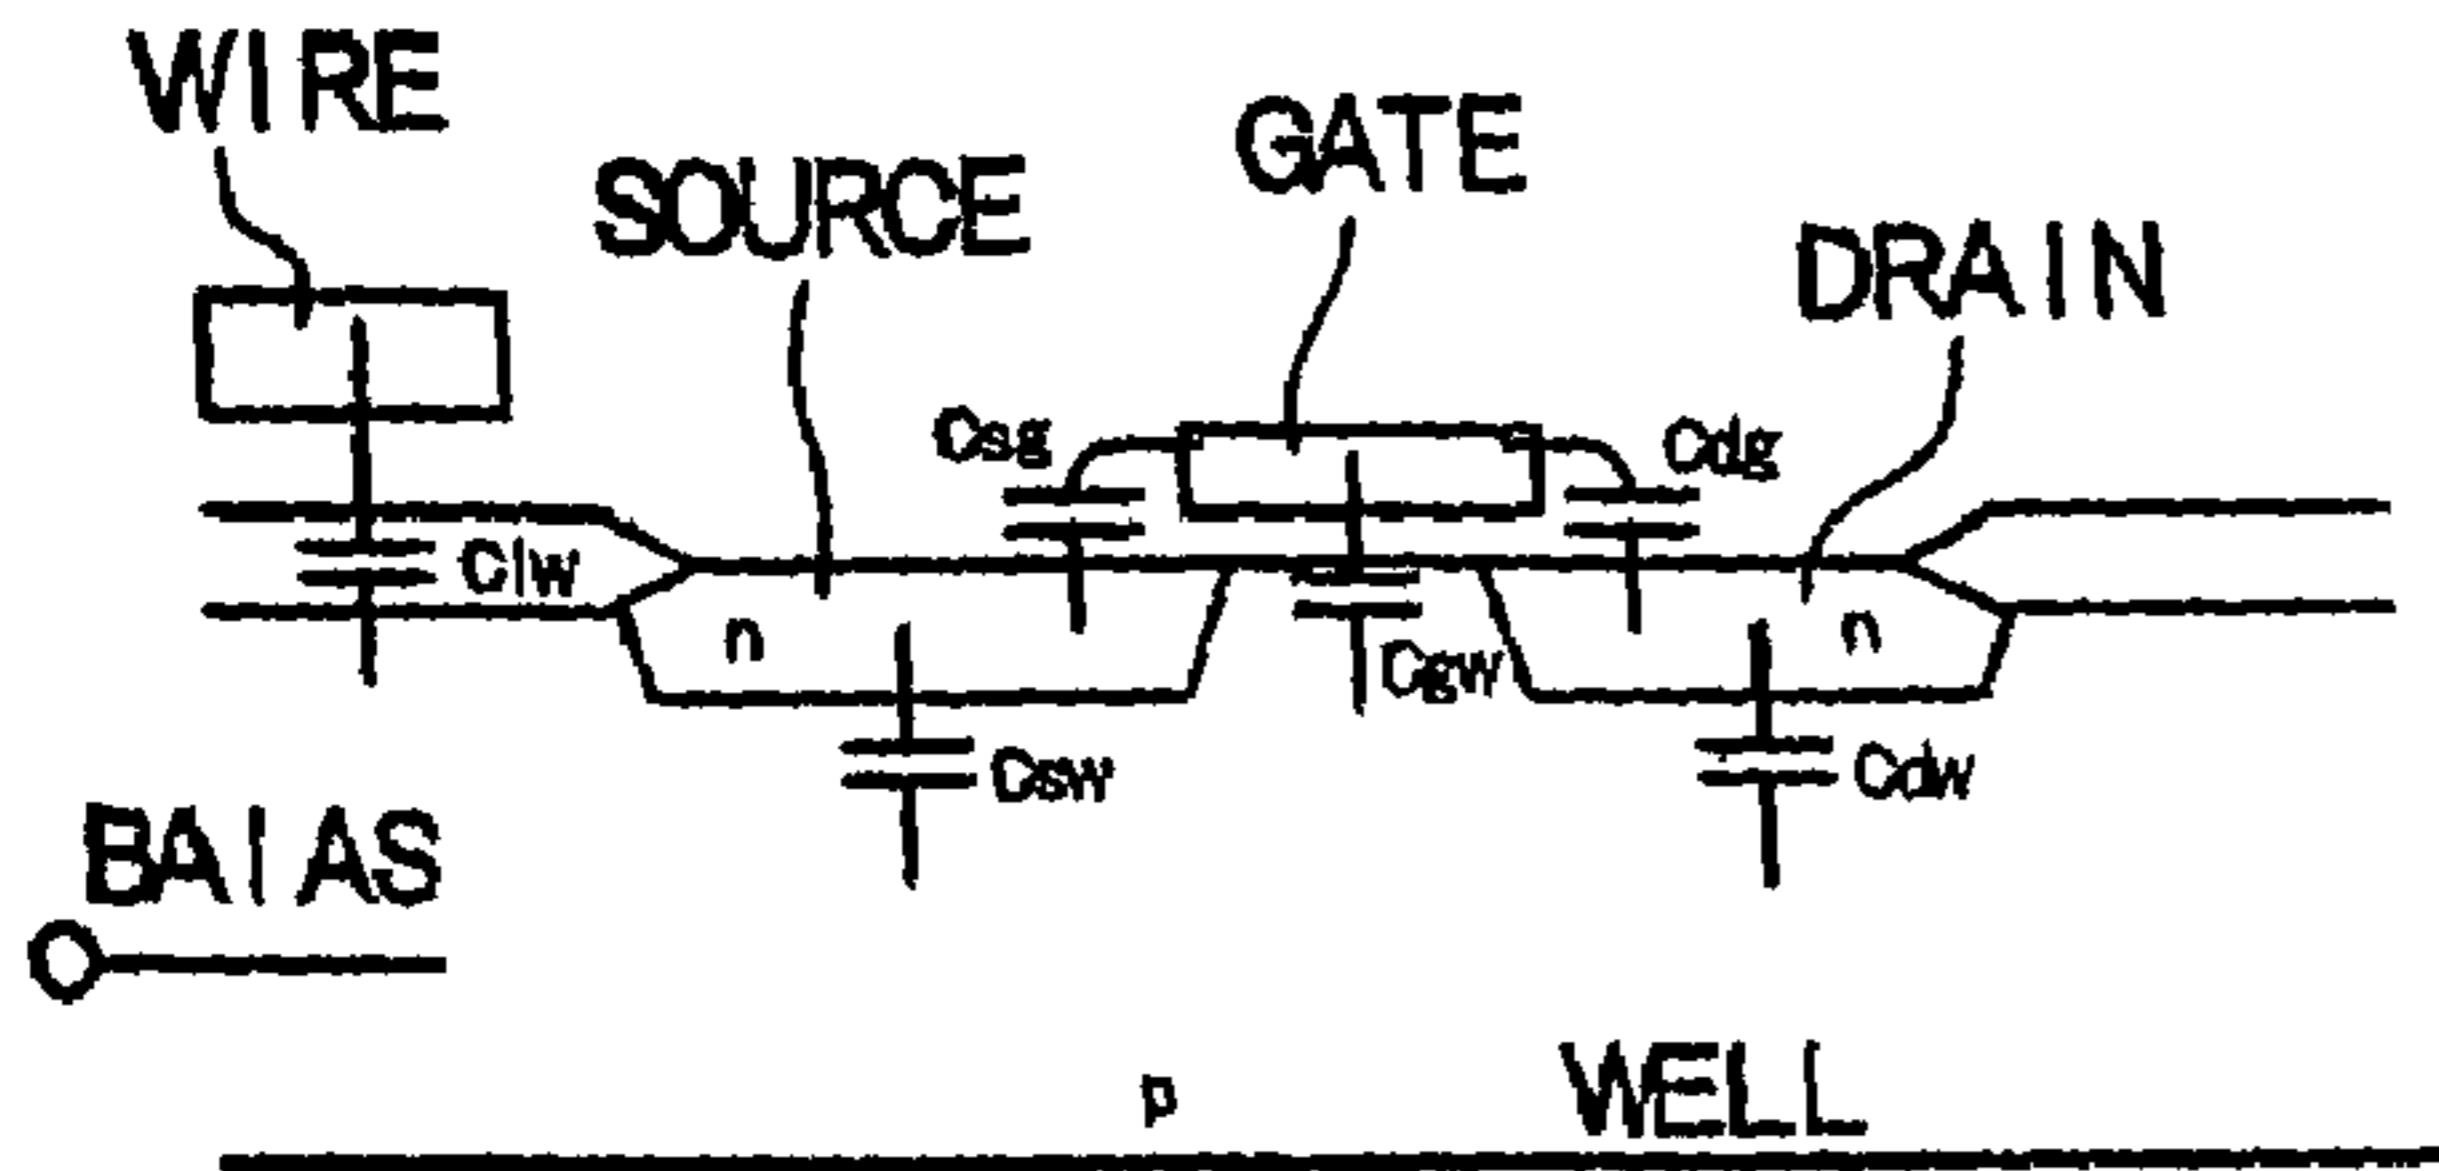 WIRE
GATE
SOURCE
DRAIN
Csg
Cdg
Clw
n
n
Cgw
Csw
Cdw
BAIAS
p
WELL